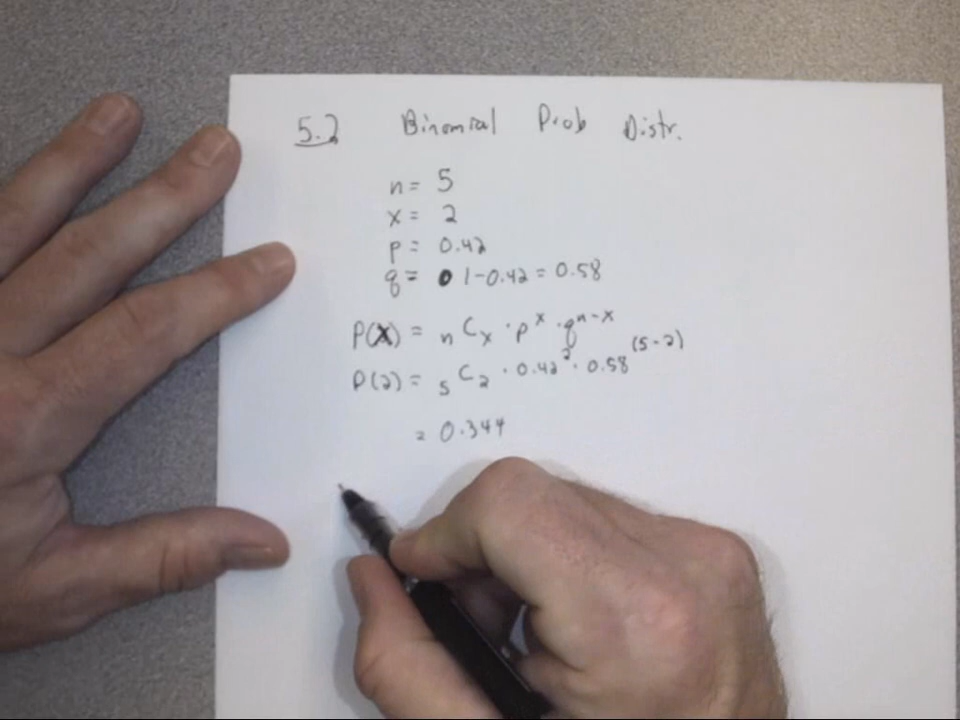 5.2 Binomial Prob Distr.
n = 5
x = 2
p = 0.42
q = 1-0.42 = 0.58
P(X) = nCx · p^x · q^n-x
P(2) = 5C2 · 0.42^2 · 0.58^(5-2)
= 0.344